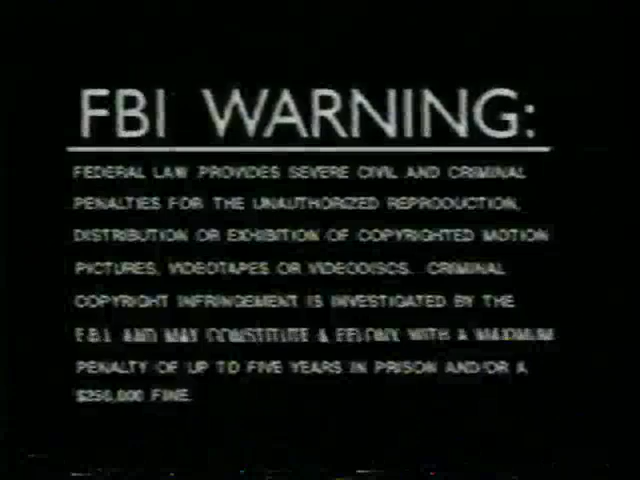 FBI WARNING:
FEDERAL LAW PROVIDES SEVERE CIVIL AND CRIMINAL
PENALTIES FOR THE UNAUTHORIZED REPRODUCTION,
DISTRIBUTION OR EXHIBITION OF COPYRIGHTED MOTION
PICTURES, VIDEOTAPES OR VIDEODISCS. CRIMINAL
COPYRIGHT INFRINGEMENT IS INVESTIGATED BY THE
F.B.I. AND MAY CONSTITUTE A FELONY WITH A MAXIMUM
PENALTY OF UP TO FIVE YEARS IN PRISON AND/OR A
$250,000 FINE.